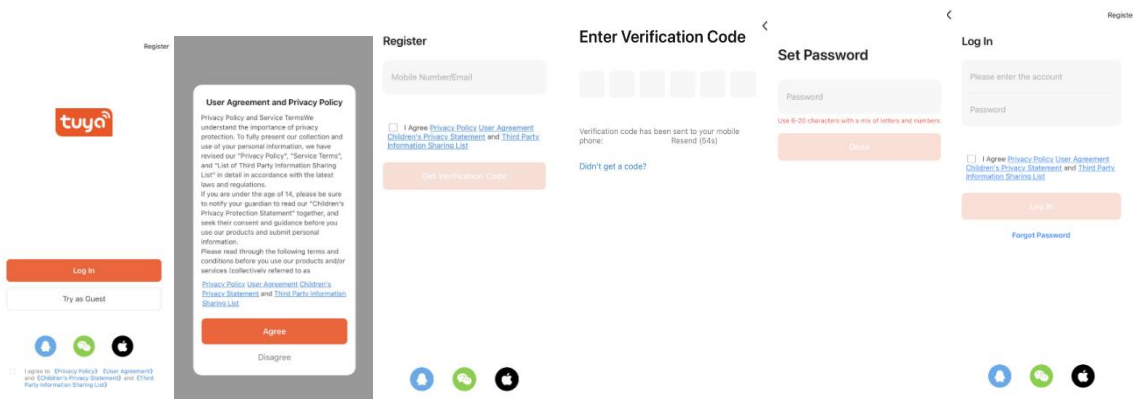 Register
tuya
Log In
Try as Guest
I agree to 《Privacy Policy》 《User Agreement》
and 《Children's Privacy Statement》 and 《Third
Party Information Sharing List》
User Agreement and Privacy Policy
Privacy Policy and Service TermsWe
understand the importance of privacy
protection. To fully present our collection and
use of your personal information, we have
revised our "Privacy Policy", "Service Terms",
and "List of Third Party Information Sharing
List" in detail in accordance with the latest
laws and regulations.
If you are under the age of 14, please be sure
to notify your guardian to read our "Children's
Privacy Protection Statement" together, and
seek their consent and guidance before you
use our products and submit personal
information.
Please read through the following terms and
conditions before you use our products and/or
services (collectively referred to as
Privacy Policy User Agreement Children's
Privacy Statement and Third Party Information
Sharing List
Agree
Disagree
Register
Mobile Number/Email
I Agree Privacy Policy User Agreement
Children's Privacy Statement and Third Party
Information Sharing List
Get Verification Code
Enter Verification Code
Verification code has been sent to your mobile
phone: Resend (54s)
Didn't get a code?
Set Password
Password
Use 6-20 characters with a mix of letters and numbers
Done
Registe
Log In
Please enter the account
Password
I Agree Privacy Policy User Agreement
Children's Privacy Statement and Third Party
Information Sharing List
Log In
Forgot Password